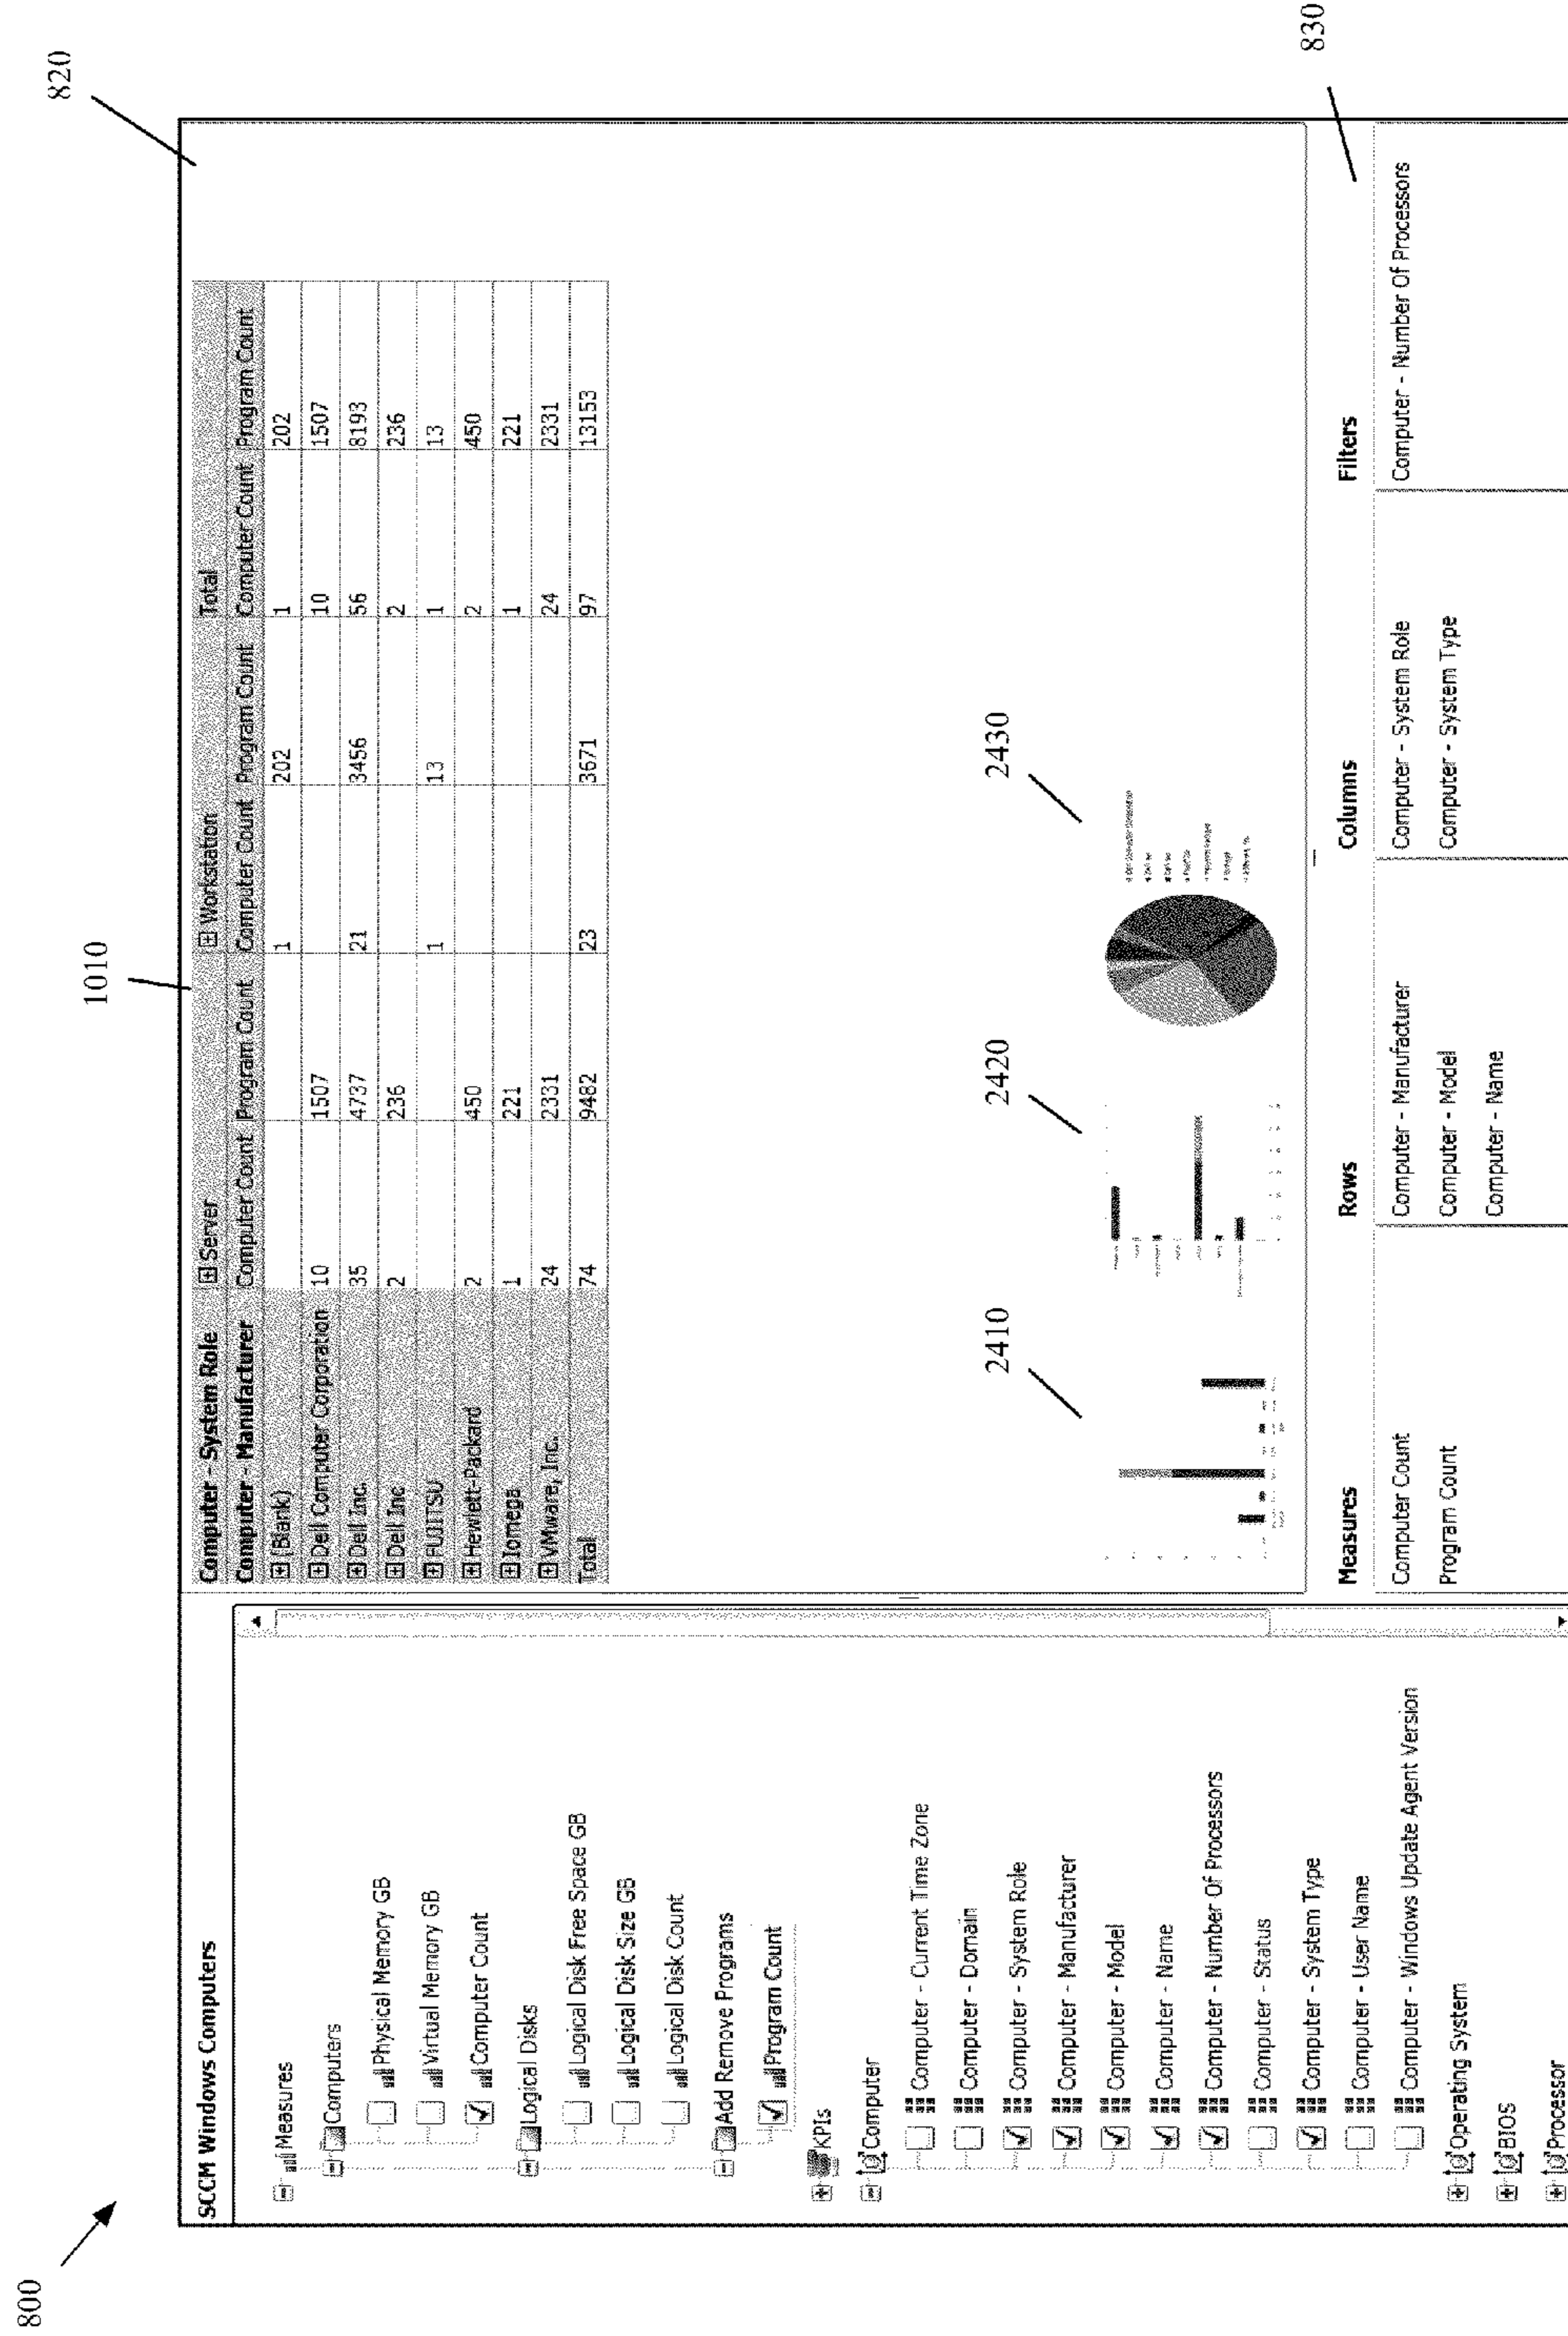 800
820
1010
SCCM Windows Computers
Measures
Computers
Physical Memory GB
Virtual Memory GB
Computer Count
Logical Disks
Logical Disk Free Space GB
Logical Disk Size GB
Logical Disk Count
Add Remove Programs
Program Count
KPIs
Computer
Computer - Current Time Zone
Computer - Domain
Computer - System Role
Computer - Manufacturer
Computer - Model
Computer - Name
Computer - Number Of Processors
Computer - Status
Computer - System Type
Computer - User Name
Computer - Windows Update Agent Version
Operating System
BIOS
Processor
Computer - System Role Server Workstation Total
Computer - Manufacturer Computer Count Program Count Computer Count Program Count Computer Count Program Count
(Blank) 1 202 1 202
Dell Computer Corporation 10 1507 10 1507
Dell Inc. 35 4737 21 3456 56 8193
Dell Inc 2 236 2 236
FUJITSU 1 13 1 13
Hewlett-Packard 2 450 2 450
Iomega 1 221 1 221
VMware, Inc. 24 2331 24 2331
Total 74 9482 23 3671 97 13153
2410
2420
2430
830
Measures Rows Columns Filters
Computer Count Computer - Manufacturer Computer - System Role Computer - Number Of Processors
Program Count Computer - Model Computer - System Type
Computer - Name